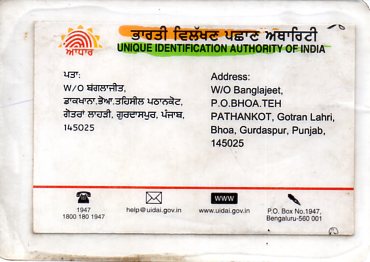 ਭਾਰਤੀ ਵਿਲੱਖਣ ਪਛਾਣ ਅਥਾਰਿਟੀ
UNIQUE IDENTIFICATION AUTHORITY OF INDIA
ਆਧਾਰ
ਪਤਾ:
W/O ਬੰਗਲਾਜੀਤ,
ਡਾਕਖਾਨਾ.ਭੋਆ,ਤਹਿਸੀਲ ਪਠਾਨਕੋਟ,
ਗੋਤਰਾਂ ਲਾਹੜੀ, ਗੁਰਦਾਸਪੁਰ, ਪੰਜਾਬ,
145025
Address:
W/O Banglajeet,
P.O.BHOA.TEH
PATHANKOT, Gotran Lahri,
Bhoa, Gurdaspur, Punjab,
145025
1947
1800 180 1947
help@uidai.gov.in
WWW
www.uidai.gov.in
P.O. Box No.1947,
Bengaluru-560 001